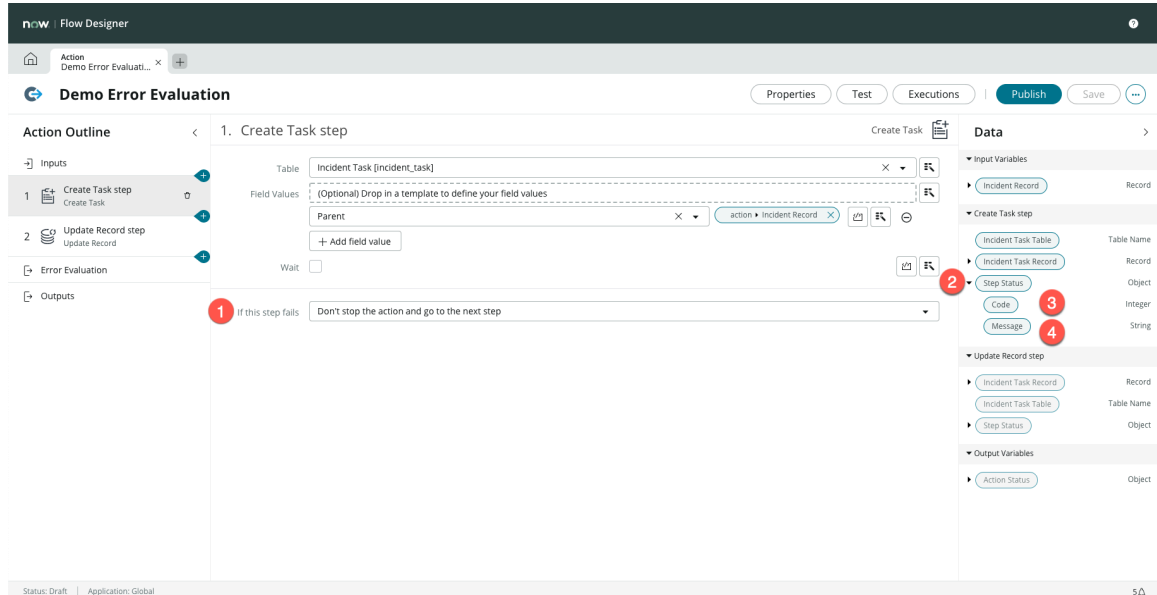 now | Flow Designer
Action
Demo Error Evaluati...
Demo Error Evaluation
Properties
Test
Executions
Publish
Save
Action Outline
Inputs
1 Create Task step
Create Task
2 Update Record step
Update Record
Error Evaluation
Outputs
1. Create Task step
Create Task
Table
Incident Task [incident_task]
Field Values
(Optional) Drop in a template to define your field values
Parent
action ▸ Incident Record
+ Add field value
Wait
1
If this step fails
Don't stop the action and go to the next step
Data
Input Variables
Incident Record Record
Create Task step
Incident Task Table Table Name
Incident Task Record Record
2 Step Status Object
Code 3 Integer
Message 4 String
Update Record step
Incident Task Record Record
Incident Task Table Table Name
Step Status Object
Output Variables
Action Status Object
Status: Draft | Application: Global
5